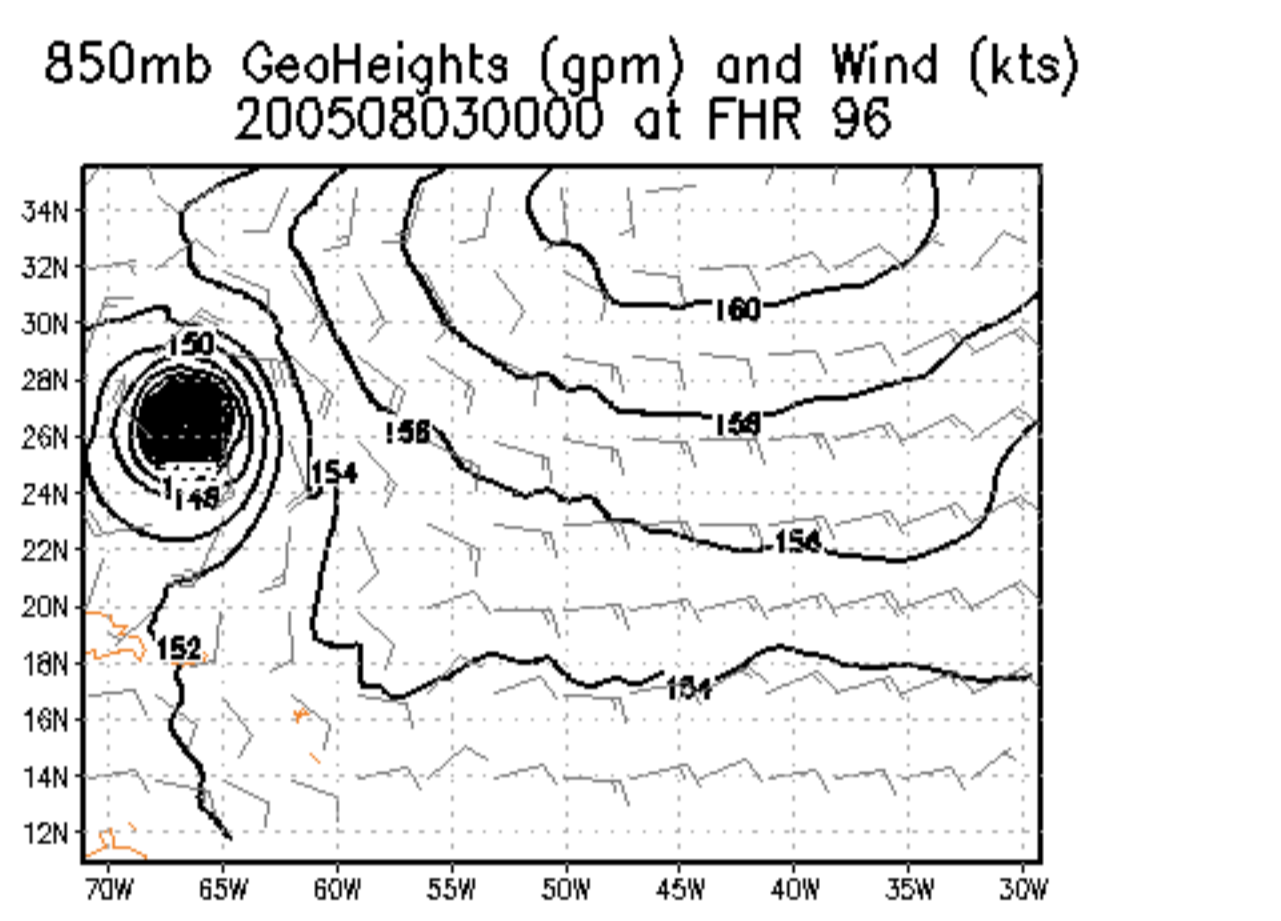 850mb GeoHeights (gpm) and Wind (kts)
200508030000 at FHR 96
34N
32N
160
30N
150
28N
158
156
26N
154
24N
148
22N
156
20N
152
18N
154
16N
14N
12N
70W 65W 60W 55W 50W 45W 40W 35W 30W